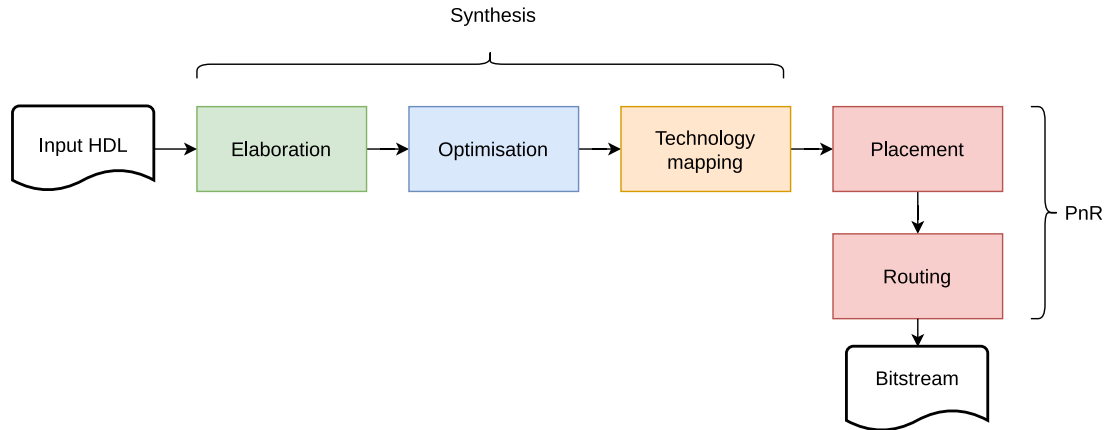 Synthesis
Input HDL
Elaboration
Optimisation
Technology
mapping
Placement
PnR
Routing
Bitstream